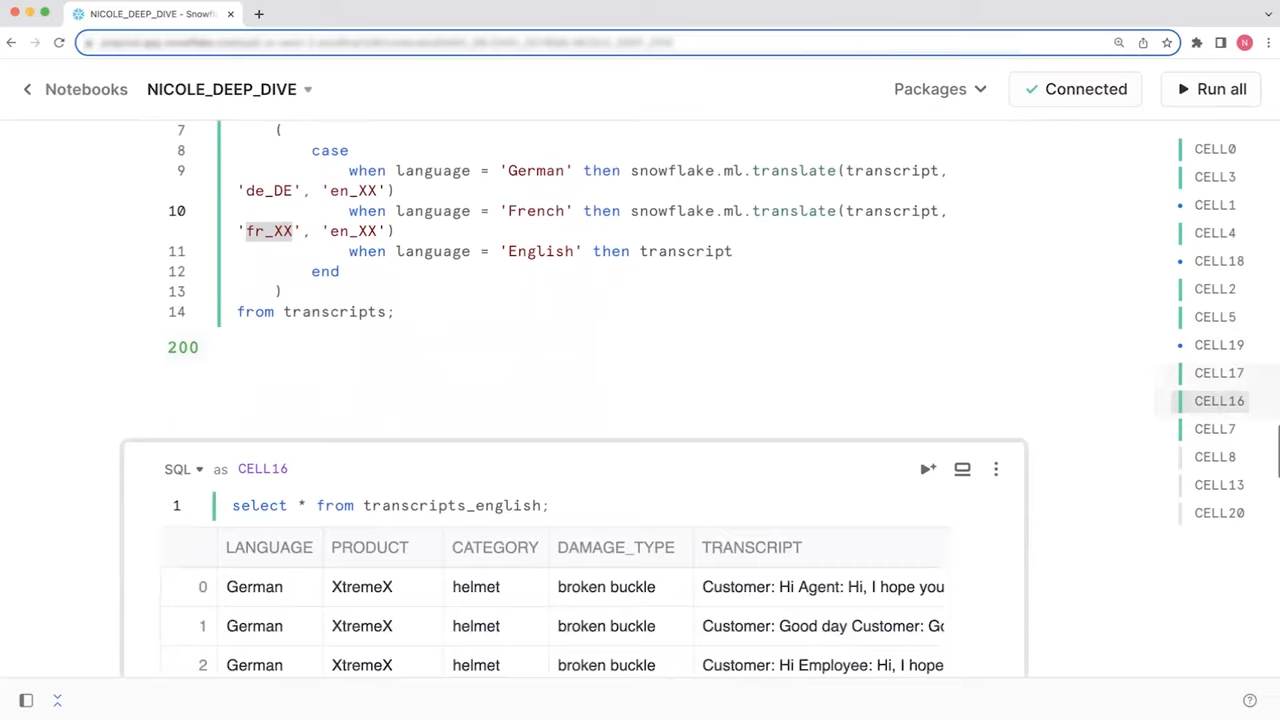 NICOLE_DEEP_DIVE - Snowfl
Notebooks NICOLE_DEEP_DIVE Packages Connected Run all
7 (
8 case
9 when language = 'German' then snowflake.ml.translate(transcript,
'de_DE', 'en_XX')
10 when language = 'French' then snowflake.ml.translate(transcript,
'fr_XX', 'en_XX')
11 when language = 'English' then transcript
12 end
13 )
14 from transcripts;
200
SQL as CELL16
1 select * from transcripts_english;
LANGUAGE PRODUCT CATEGORY DAMAGE_TYPE TRANSCRIPT
0 German XtremeX helmet broken buckle Customer: Hi Agent: Hi, I hope you
1 German XtremeX helmet broken buckle Customer: Good day Customer: Go
2 German XtremeX helmet broken buckle Customer: Hi Employee: Hi, I hope
CELL0
CELL3
CELL1
CELL4
CELL18
CELL2
CELL5
CELL19
CELL17
CELL16
CELL7
CELL8
CELL13
CELL20
N